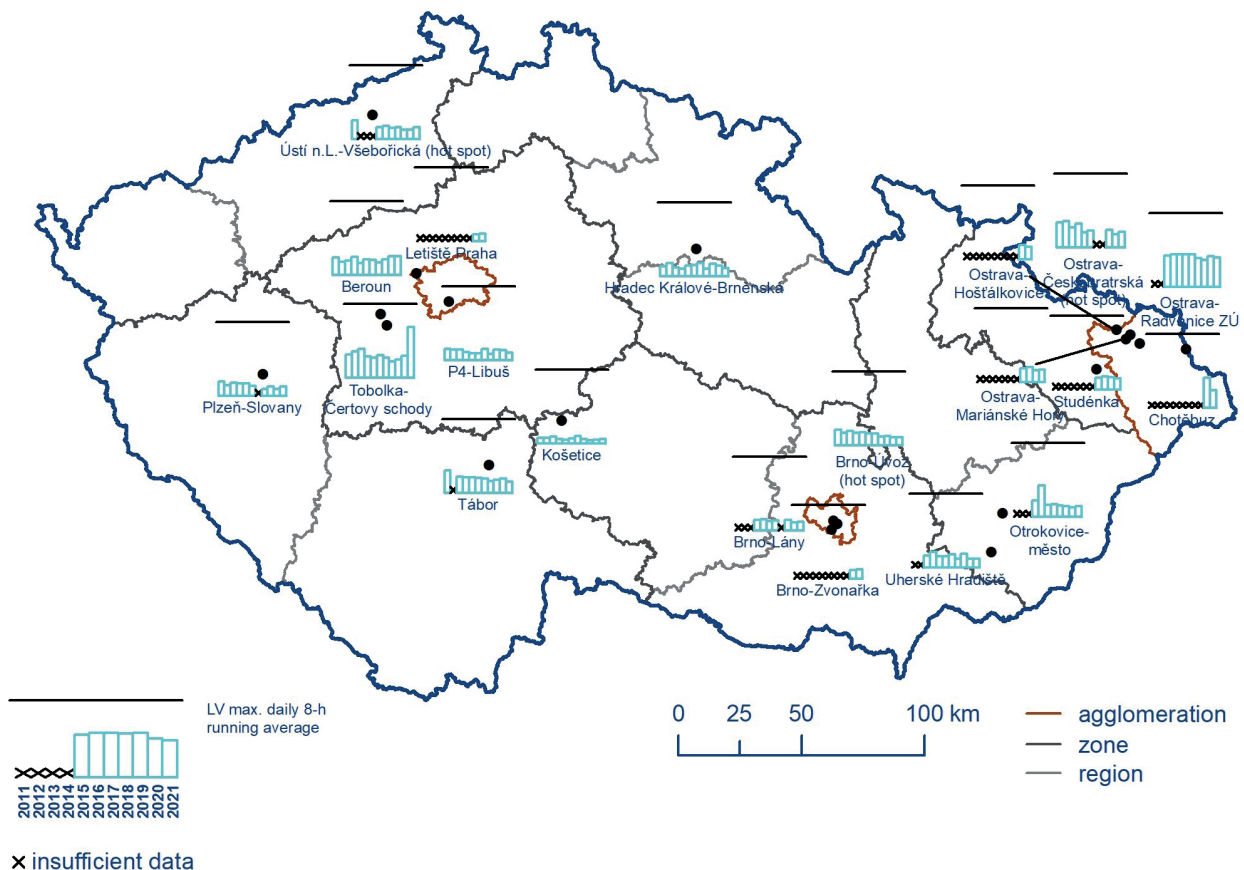 Ústí n.L.-Všebořická (hot spot)
Letiště Praha
Beroun
Hradec Králové-Brněnská
Ostrava-
Hošťálkovice
Ostrava-
Českobratrská
(hot spot)
Ostrava-
Radvanice ZÚ
Plzeň-Slovany
Tobolka-
Čertovy schody
P4-Libuš
Ostrava-
Mariánské Hory
Studénka
Chotěbuz
Košetice
Tábor
Brno-Úvoz
(hot spot)
Brno-Lány
Otrokovice-
město
Brno-Zvonařka
Uherské Hradiště
LV max. daily 8-h
running average
2011
2012
2013
2014
2015
2016
2017
2018
2019
2020
2021
insufficient data
0 25 50 100 km
agglomeration
zone
region